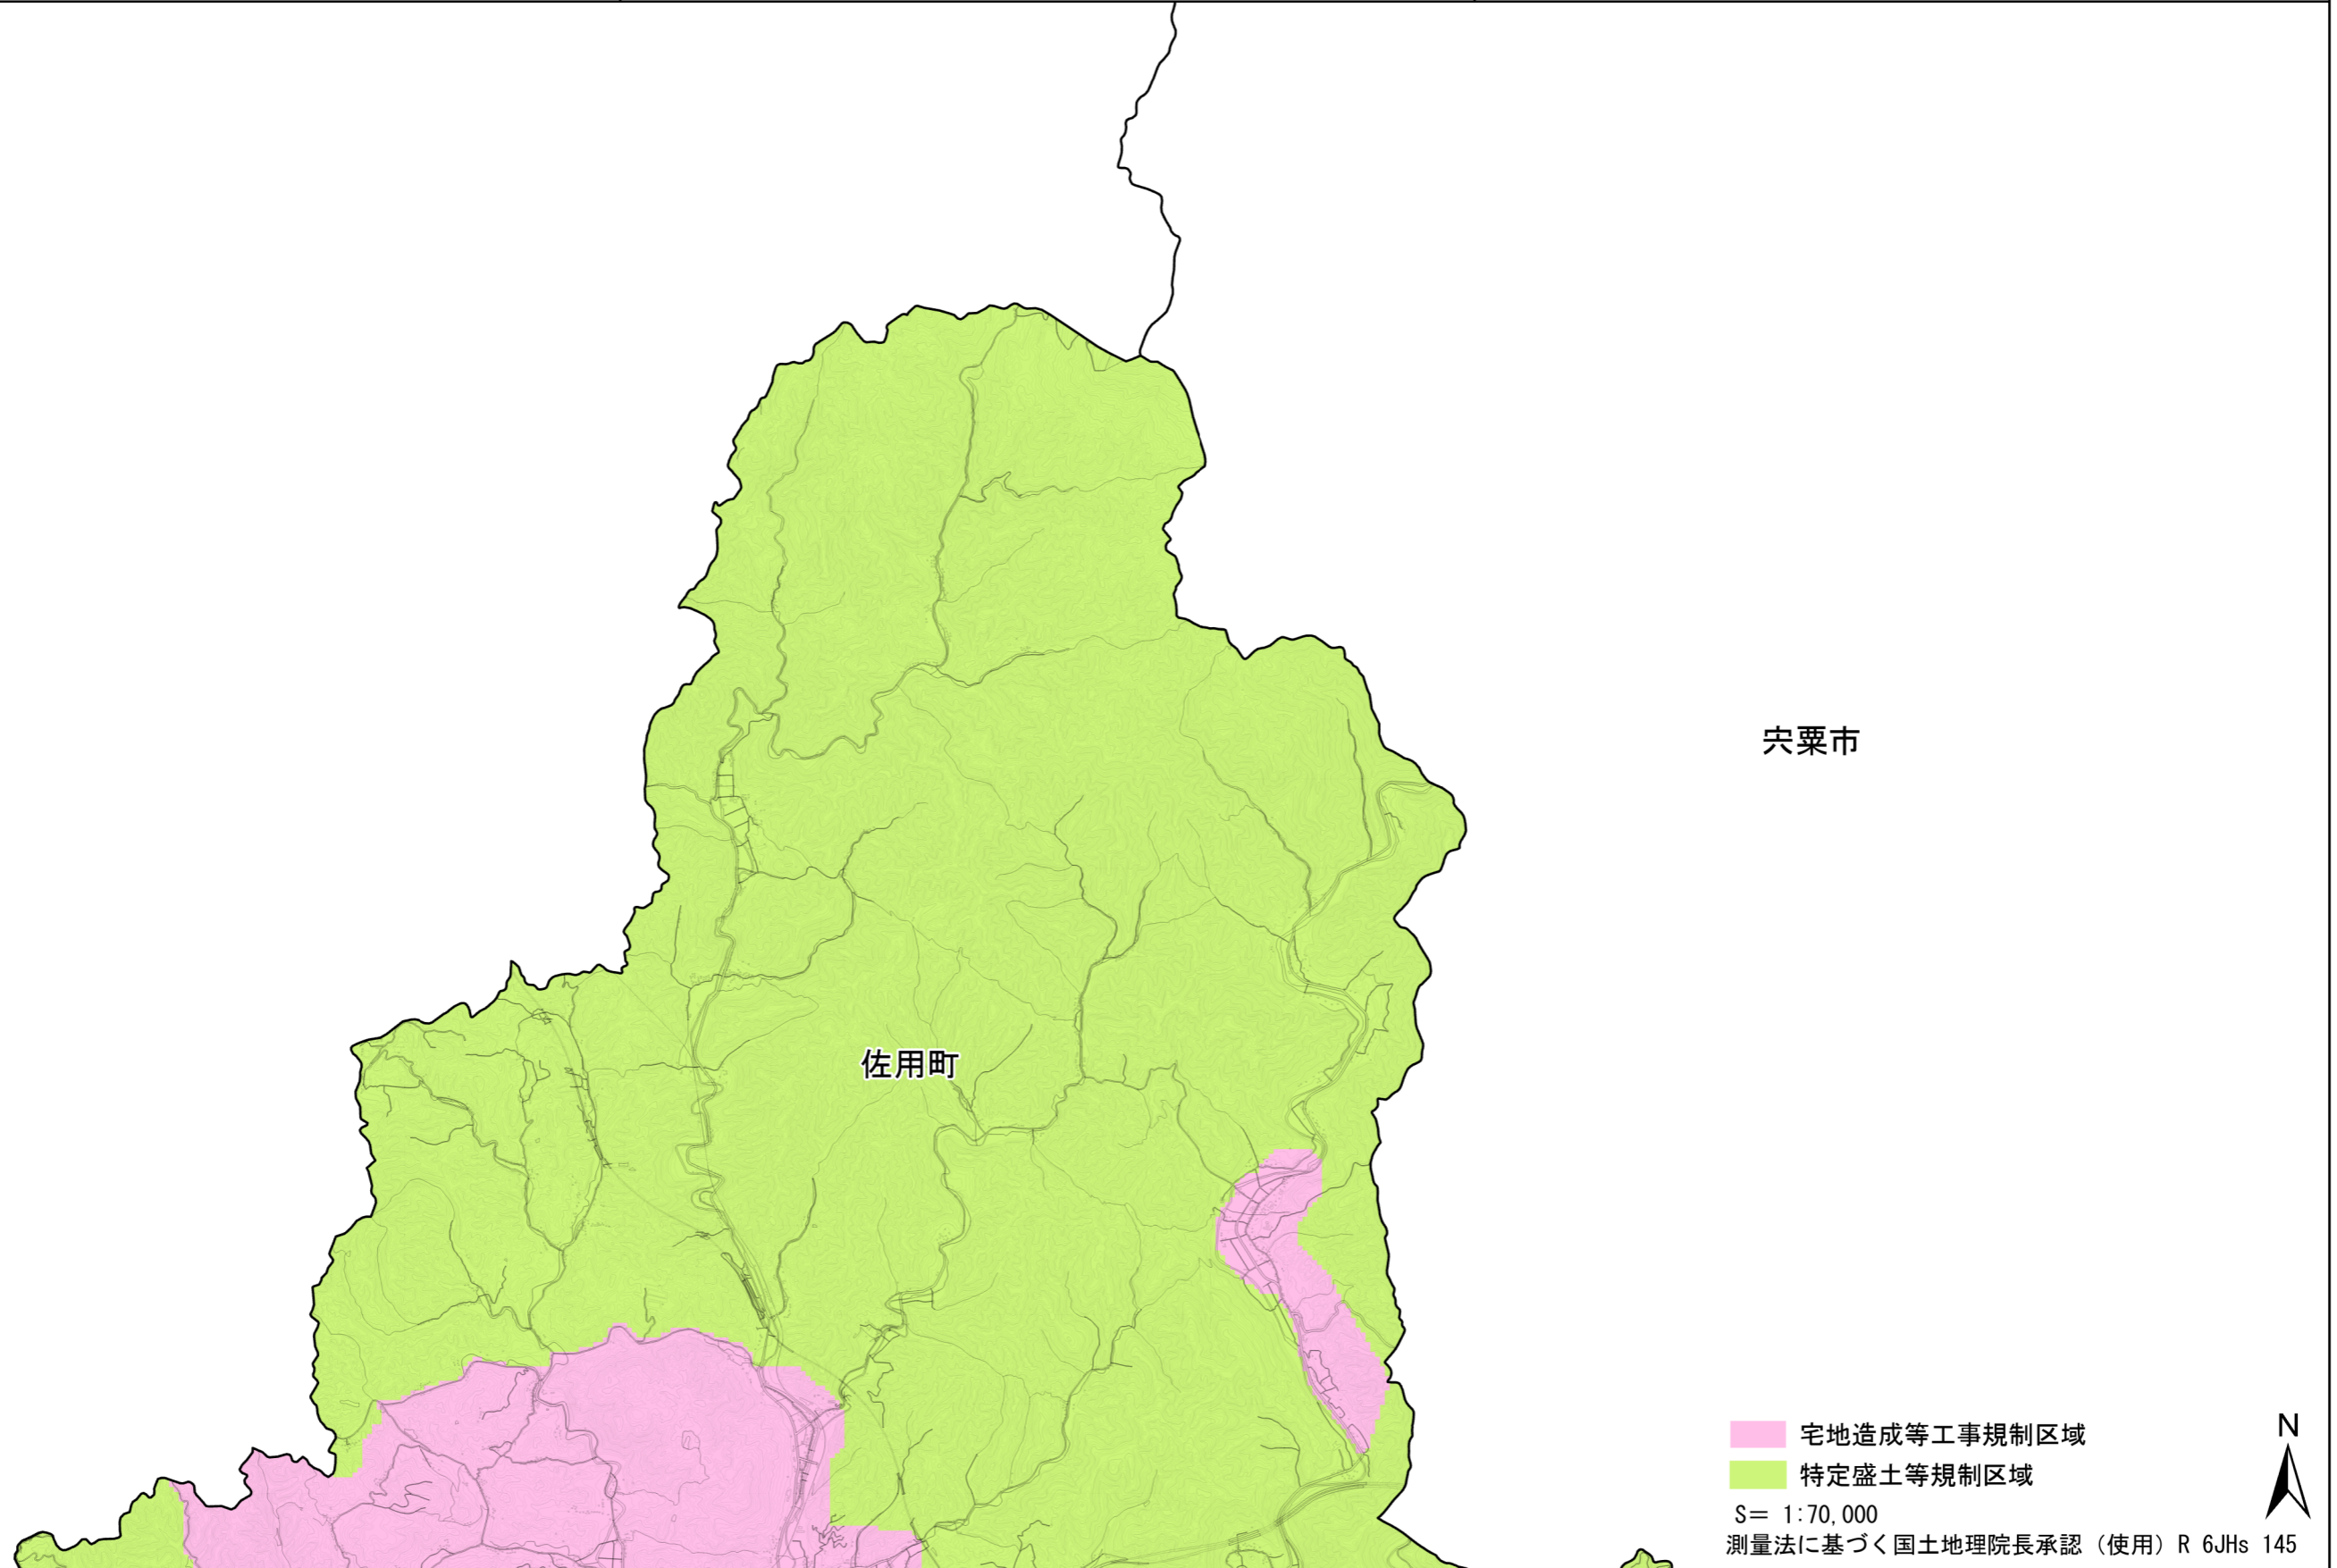 宍粟市
佐用町
N
宅地造成等工事規制区域
特定盛土等規制区域
S＝ 1:70,000
測量法に基づく国土地理院長承認（使用）R 6JHs 145